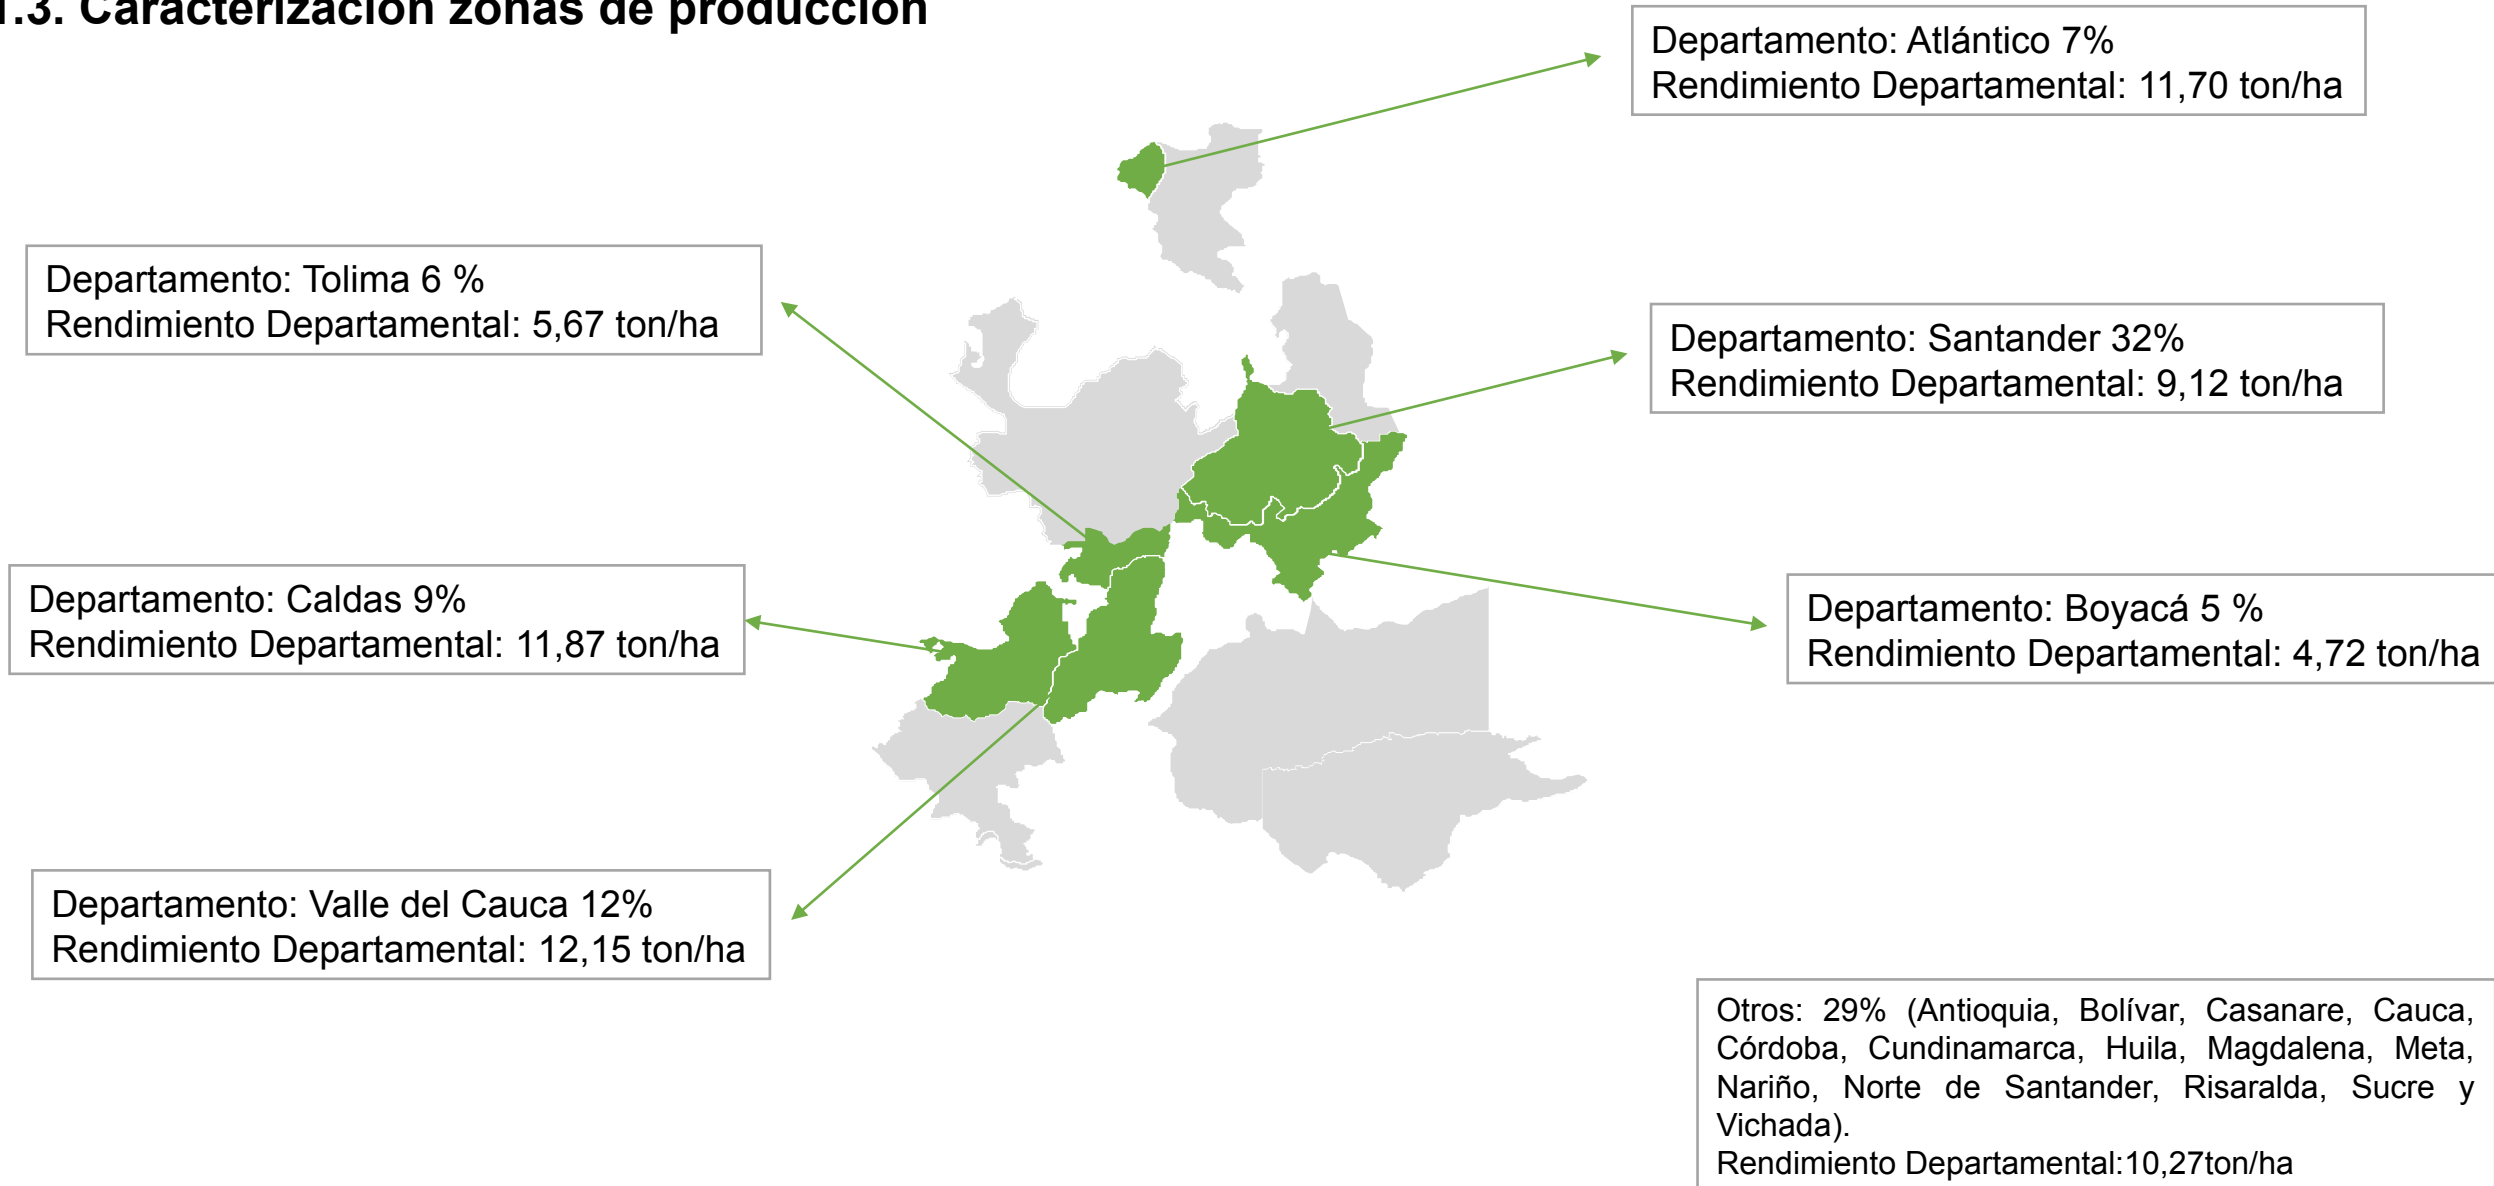 1.3. Caracterización zonas de producción
Departamento: Atlántico 7%
Rendimiento Departamental: 11,70 ton/ha
Departamento: Tolima 6 %
Rendimiento Departamental: 5,67 ton/ha
Departamento: Santander 32%
Rendimiento Departamental: 9,12 ton/ha
Departamento: Caldas 9%
Rendimiento Departamental: 11,87 ton/ha
Departamento: Boyacá 5 %
Rendimiento Departamental: 4,72 ton/ha
Departamento: Valle del Cauca 12%
Rendimiento Departamental: 12,15 ton/ha
Otros: 29% (Antioquia, Bolívar, Casanare, Cauca,
Córdoba, Cundinamarca, Huila, Magdalena, Meta,
Nariño, Norte de Santander, Risaralda, Sucre y
Vichada).
Rendimiento Departamental:10,27ton/ha